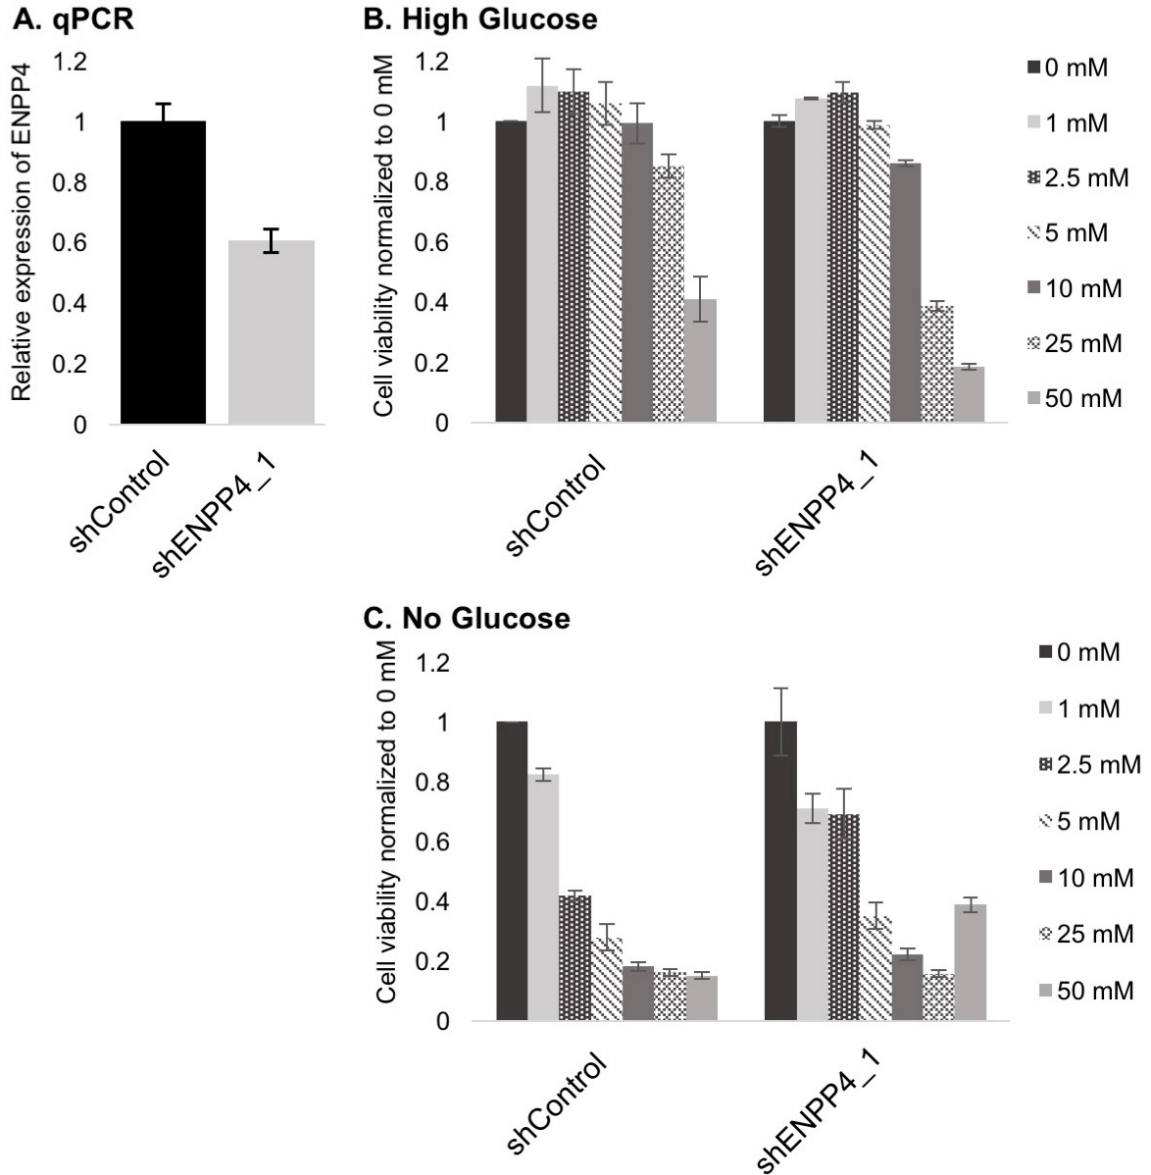 A. qPCR
Relative expression of ENPP4
1.2
1
0.8
0.6
0.4
0.2
0
shControl
shENPP4_1
B. High Glucose
Cell viability normalized to 0 mM
1.2
1
0.8
0.6
0.4
0.2
0
shControl
shENPP4_1
0 mM
1 mM
2.5 mM
5 mM
10 mM
25 mM
50 mM
C. No Glucose
Cell viability normalized to 0 mM
1.2
1
0.8
0.6
0.4
0.2
0
shControl
shENPP4_1
0 mM
1 mM
2.5 mM
5 mM
10 mM
25 mM
50 mM